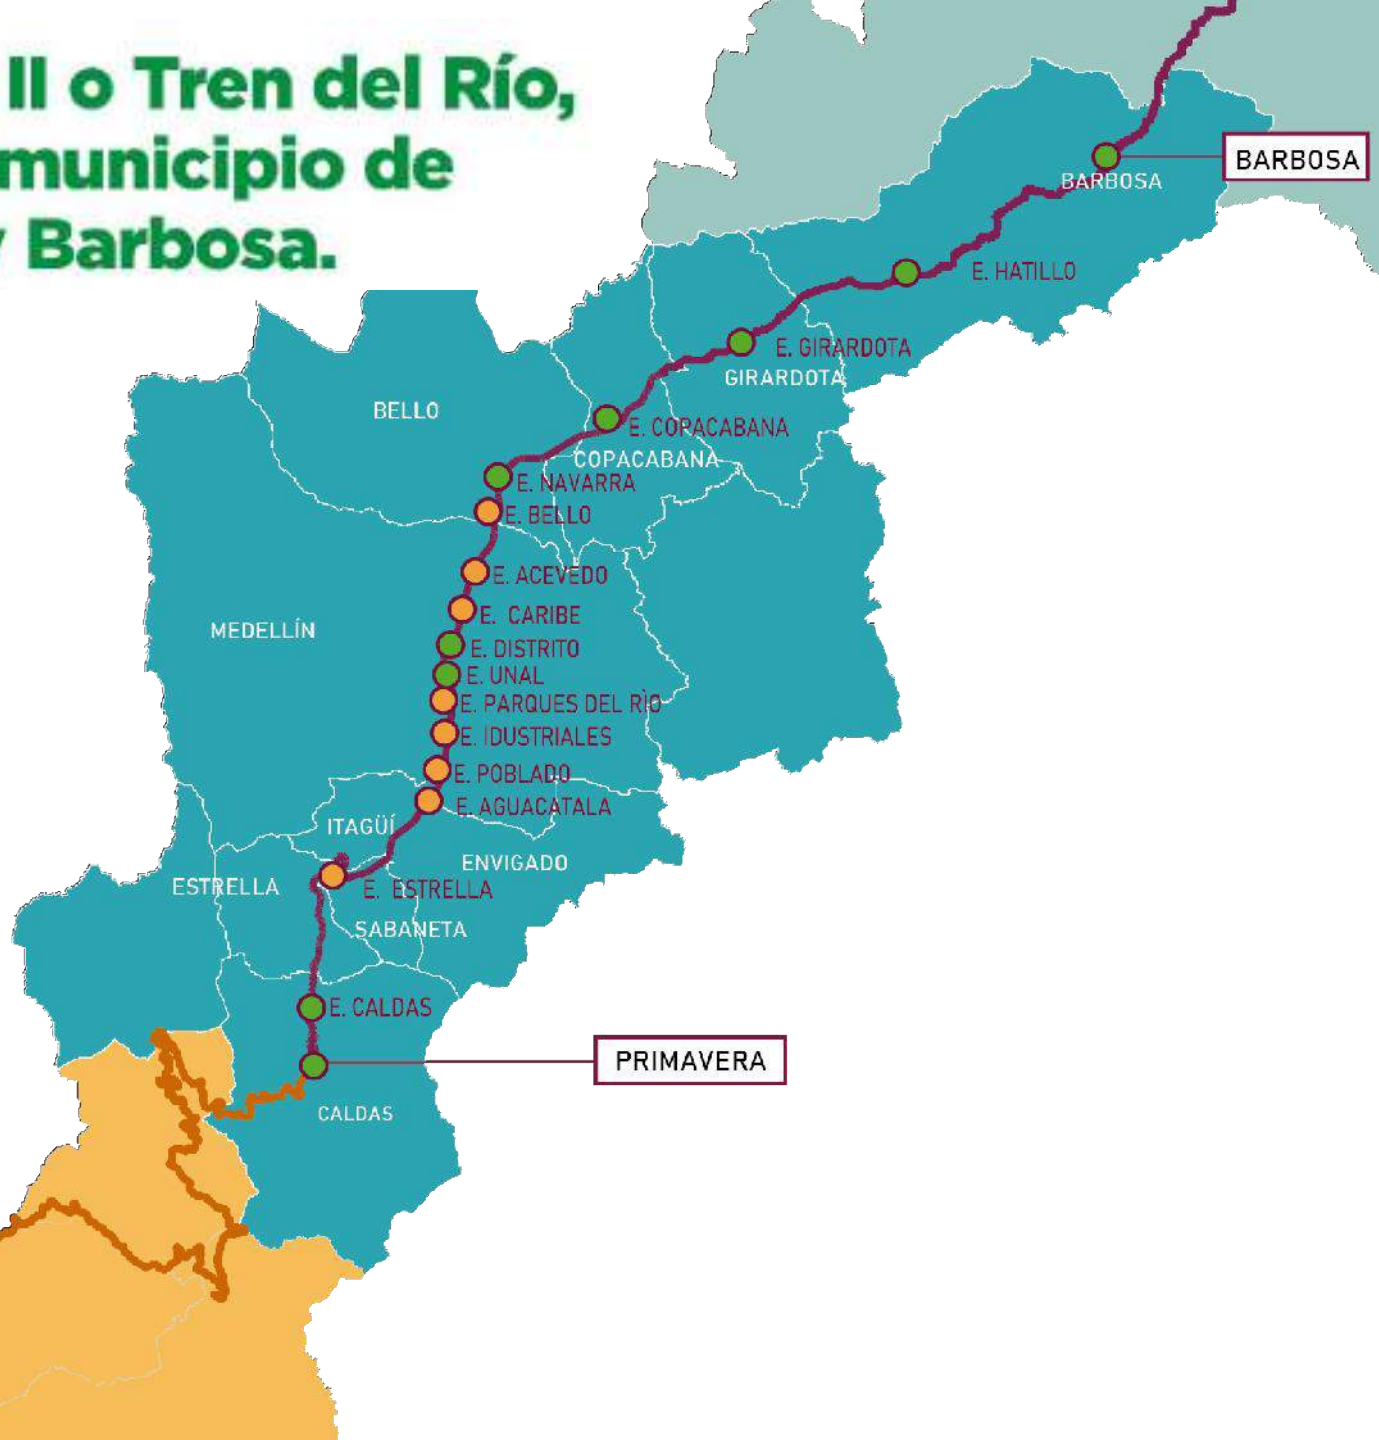 II o Tren del Río,
municipio de
y Barbosa.
BARBOSA
BARBOSA
E. HATILLO
E. GIRARDOTA
GIRARDOTA
BELLO
E. COPACABANA
COPACABANA
E. NAVARRA
E. BELLO
E. ACEVEDO
E. CARIBE
MEDELLÍN
E. DISTRITO
E. UNAL
E. PARQUES DEL RÌO
E. IDUSTRIALES
E. POBLADO
E. AGUACATALA
ITAGÜÍ
ENVIGADO
ESTRELLA
E. ESTRELLA
SABANETA
E. CALDAS
PRIMAVERA
CALDAS